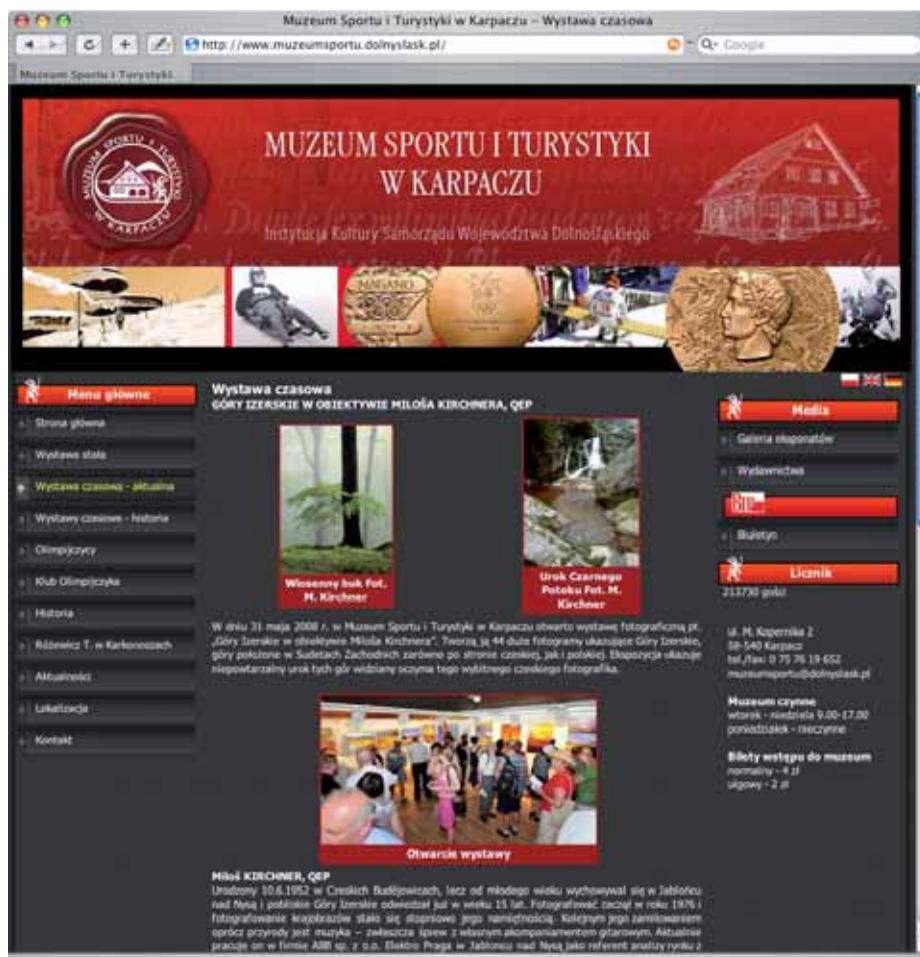 Muzeum Sportu i Turystyki w Karpaczu – Wystawa czasowa
http://www.muzeumsportu.dolnyslask.pl/
Google
Muzeum Sportu i Turystyki
MUZEUM SPORTU I TURYSTYKI
W KARPACZU
MUZEUM SPORTU I TURYSTYKI
W KARPACZU
Instytucja Kultury Samorządu Województwa Dolnośląskiego
NAGANO
Menu główne
Strona główna
Wystawa stała
Wystawa czasowa - aktualna
Wystawy czasowe - historia
Olimpijczycy
Klub Olimpijczyka
Historia
Różewicz T. w Karkonoszach
Aktualności
Lokalizacja
Kontakt
Wystawa czasowa
GÓRY IZERSKIE W OBIEKTYWIE MILOŠA KIRCHNERA, QEP
Wiosenny buk Fot.
M. Kirchner
Urok Czarnego
Potoku Fot. M.
Kirchner
W dniu 31 maja 2008 r. w Muzeum Sportu i Turystyki w Karpaczu otwarto wystawę fotograficzną pt.
„Góry Izerskie w obiektywie Miloša Kirchnera". Tworzą ją 44 duże fotogramy ukazujące Góry Izerskie,
góry położone w Sudetach Zachodnich zarówno po stronie czeskiej, jak i polskiej. Ekspozycja ukazuje
niepowtarzalny urok tych gór widziany oczyma tego wybitnego czeskiego fotografika.
Otwarcie wystawy
Miloš KIRCHNER, QEP
Urodzony 10.6.1952 w Czeskich Budějowicach, lecz od młodego wieku wychowywał się w Jabloňcu
nad Nysą i pobliskie Góry Izerskie odwiedzał już w wieku 15 lat. Fotografować zaczął w roku 1976 i
fotografowanie krajobrazów stało się stopniowo jego namiętnością. Kolejnym jego zamiłowaniem
oprócz przyrody jest muzyka – zwłaszcza śpiew z własnym akompaniamentem gitarowym. Aktualnie
pracuje on w firmie ABB sp. z o.o. Elektro Praga w Jabloncu nad Nysą jako referent analizy rynku z
Media
Galeria eksponatów
Wydawnictwa
Biuletyn
Licznik
213730 gości
ul. M. Kopernika 2
58-540 Karpacz
tel./fax: 0 75 76 19 652
muzeumsportu@dolnyslask.pl
Muzeum czynne
wtorek - niedziela 9.00-17.00
poniedziałek - nieczynne
Bilety wstępu do muzeum
normalny - 4 zł
ulgowy - 2 zł